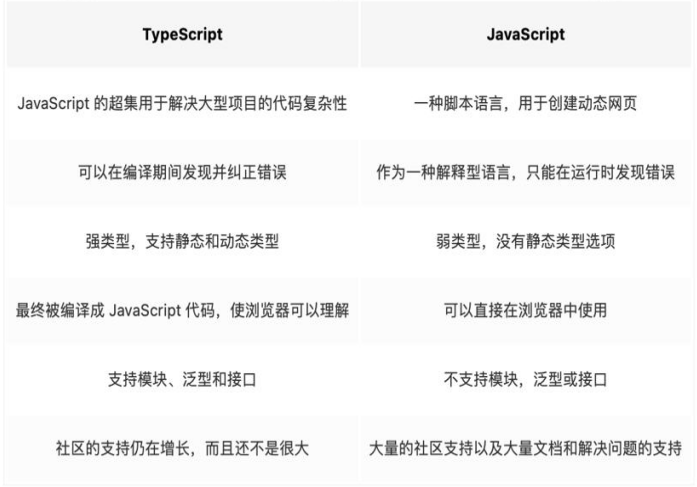 TypeScript JavaScript
JavaScript 的超集用于解决大型项目的代码复杂性 一种脚本语言，用于创建动态网页
可以在编译期间发现并纠正错误 作为一种解释型语言，只能在运行时发现错误
强类型，支持静态和动态类型 弱类型，没有静态类型选项
最终被编译成 JavaScript 代码，使浏览器可以理解 可以直接在浏览器中使用
支持模块、泛型和接口 不支持模块，泛型或接口
社区的支持仍在增长，而且还不是很大 大量的社区支持以及大量文档和解决问题的支持